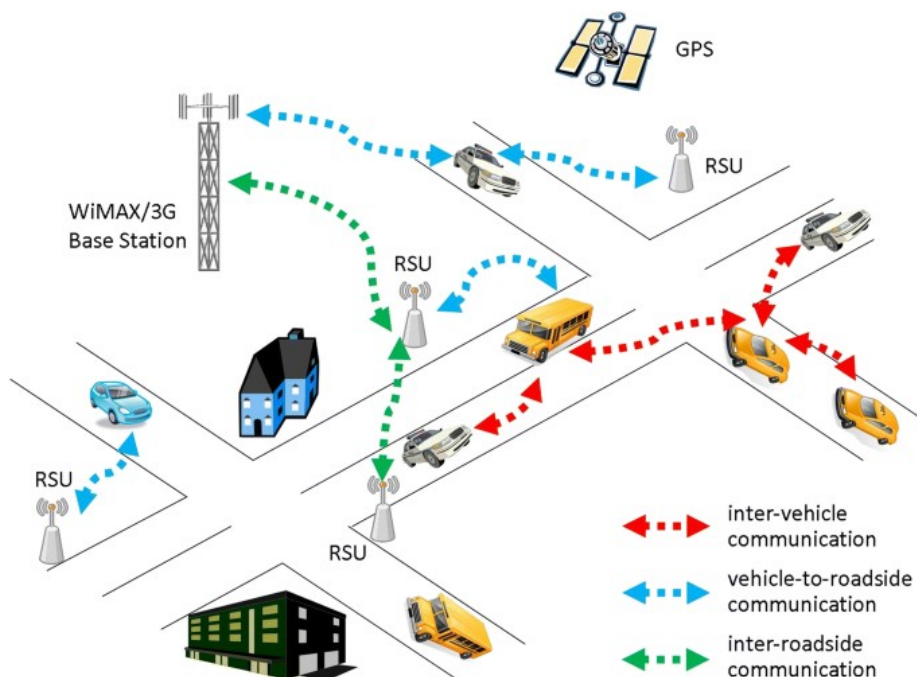 GPS
RSU
WiMAX/3G
Base Station
RSU
RSU
RSU
inter-vehicle
communication
vehicle-to-roadside
communication
inter-roadside
communication